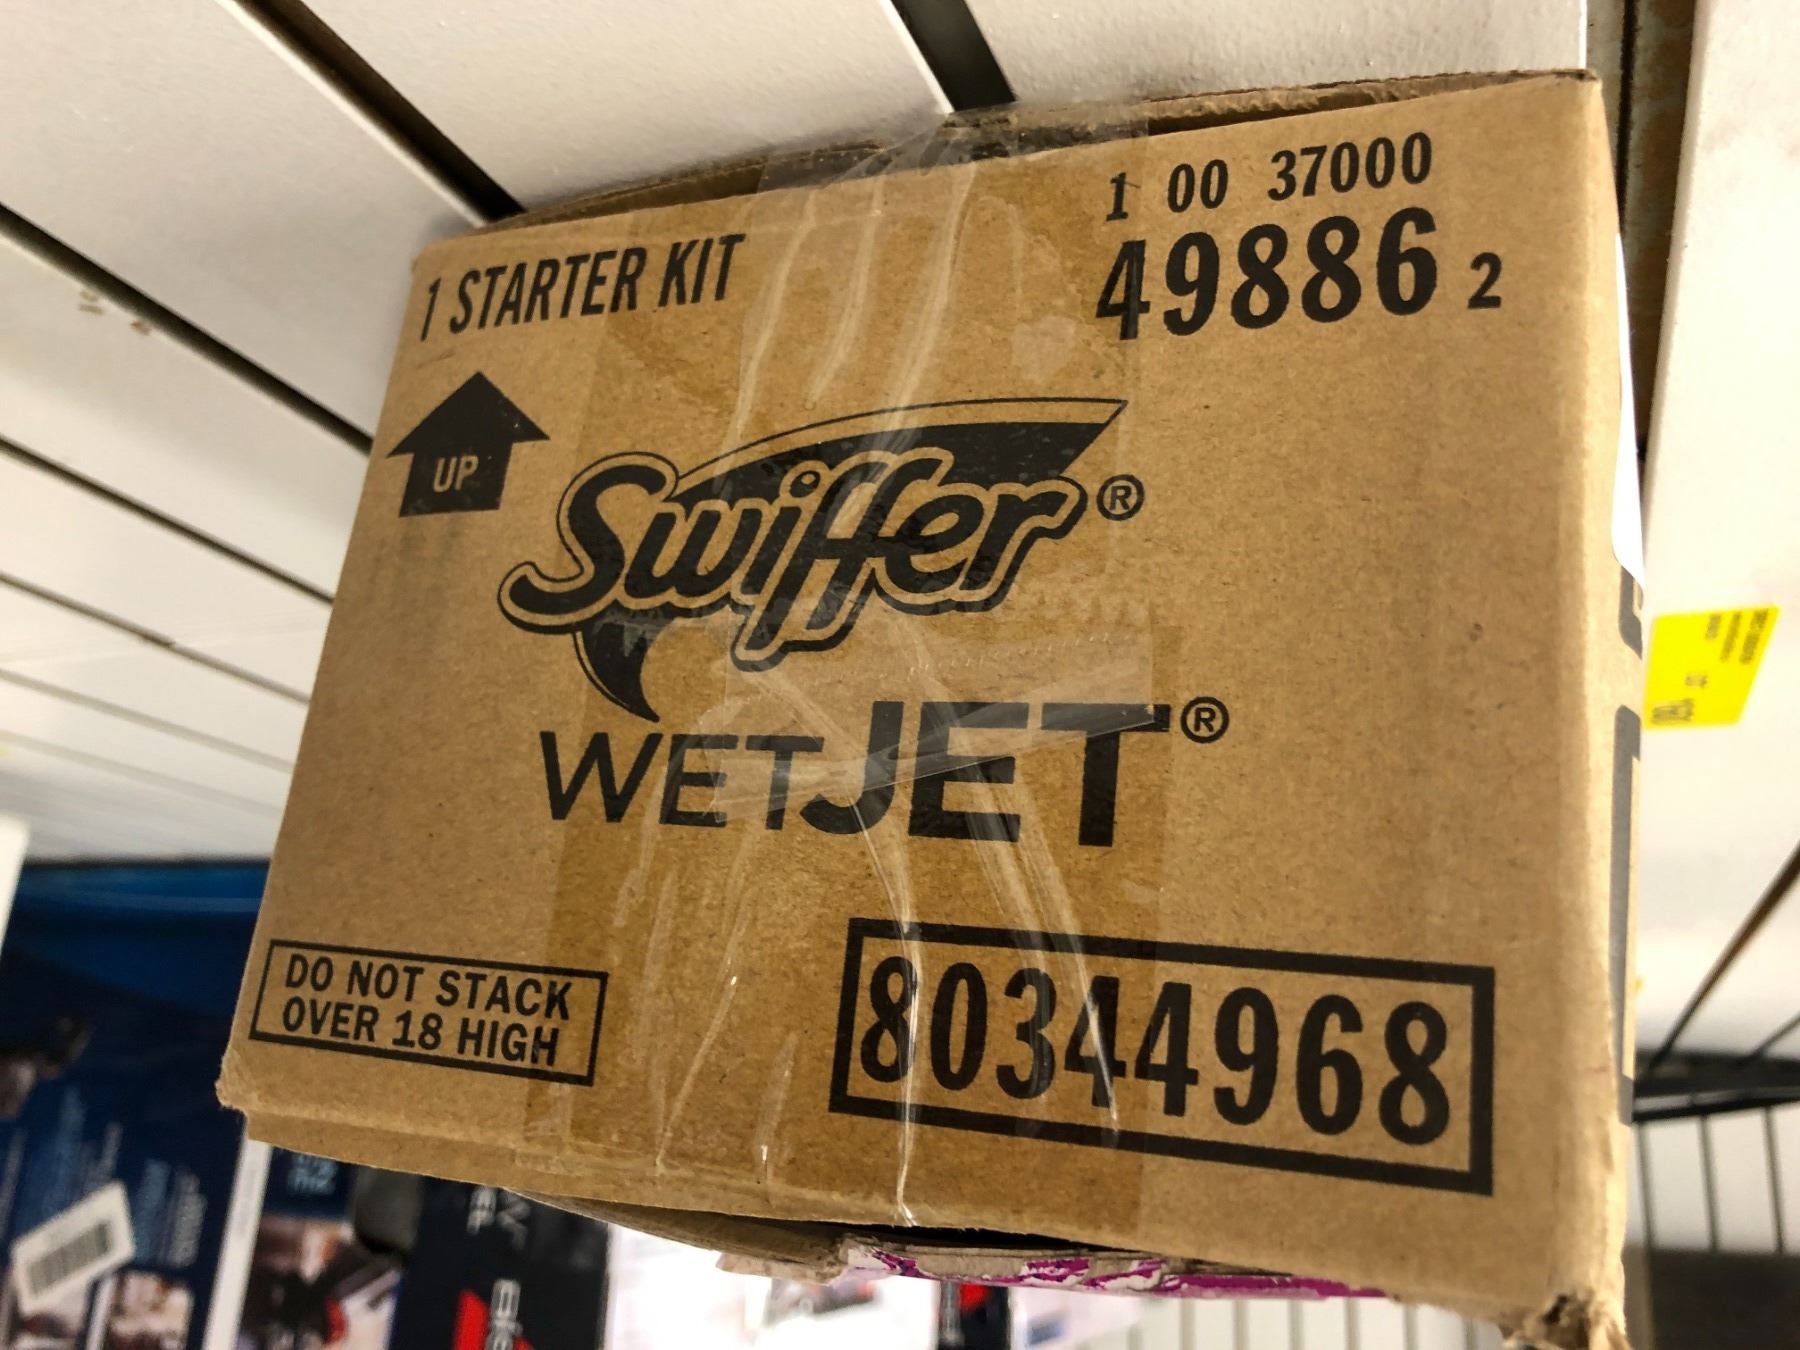 1 STARTER KIT
1 00 37000
49886 2
UP
Swiffer®
WETJET®
DO NOT STACK
OVER 18 HIGH
80344968